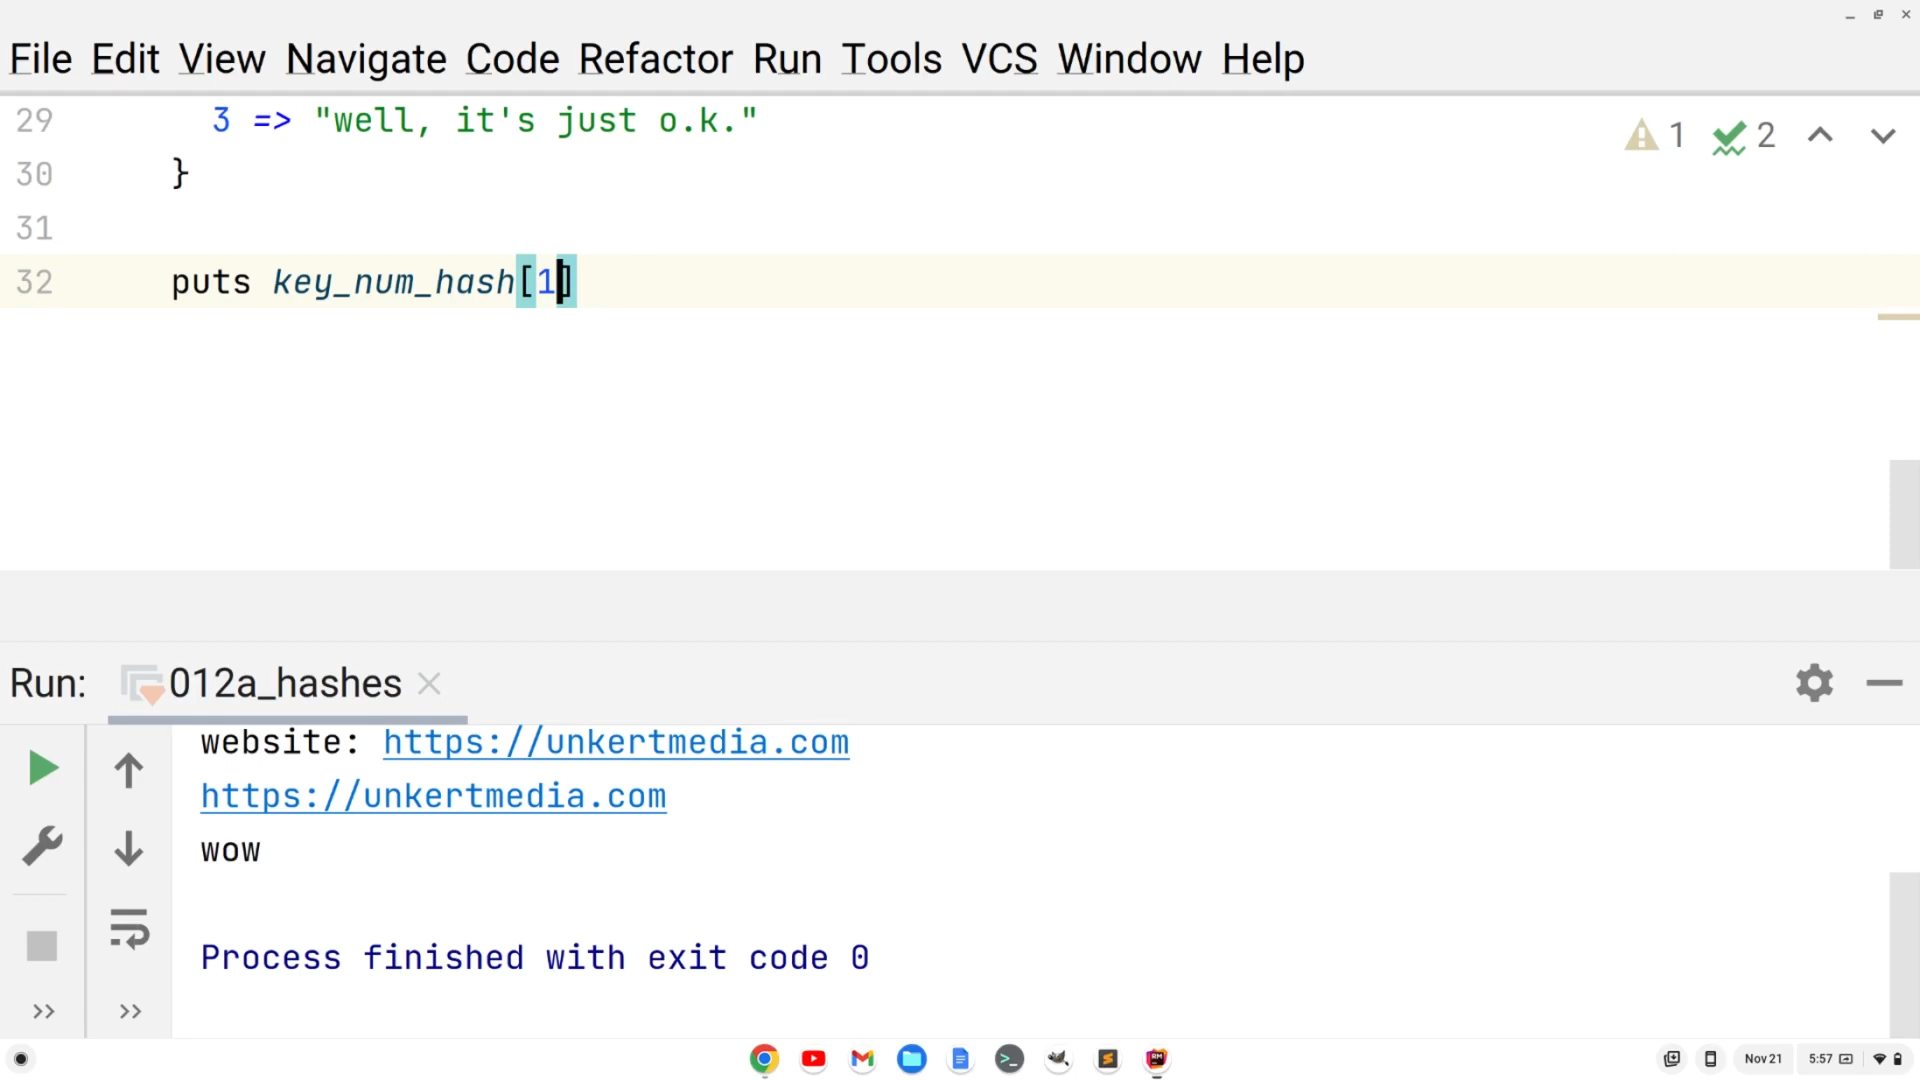 File Edit View Navigate Code Refactor Run Tools VCS Window Help
29 3 => "well, it's just o.k."
1 2
30 }
31
32 puts key_num_hash[1]
Run: 012a_hashes
website: https://unkertmedia.com
https://unkertmedia.com
wow
Process finished with exit code 0
Nov 21 5:57